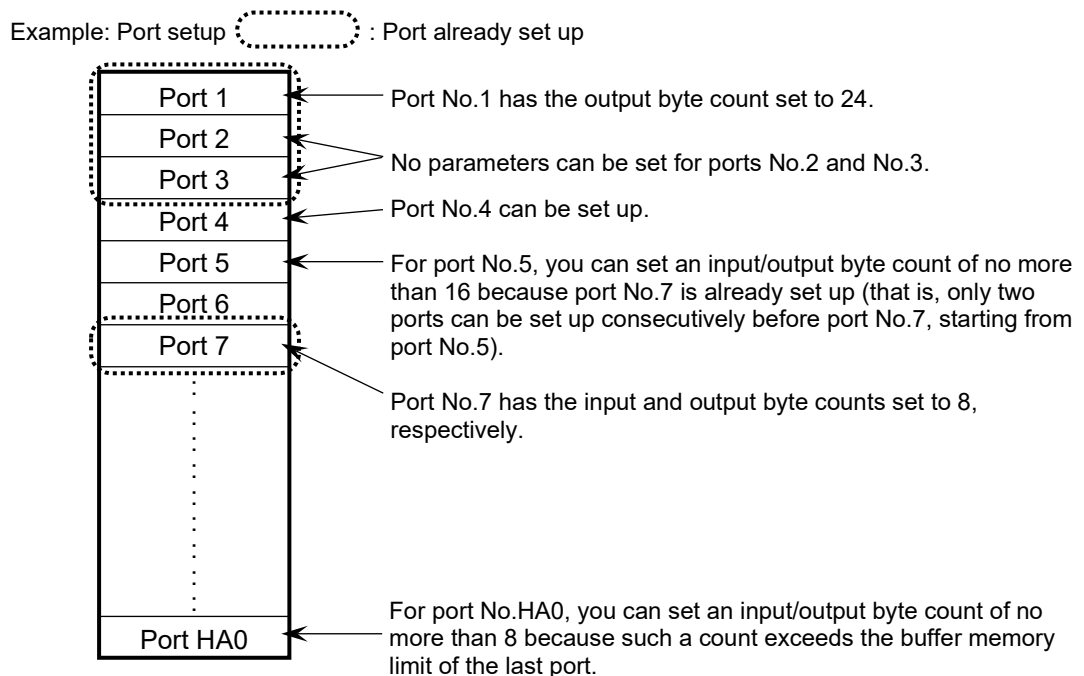 Example: Port setup : Port already set up
Port 1
Port No.1 has the output byte count set to 24.
Port 2
No parameters can be set for ports No.2 and No.3.
Port 3
Port No.4 can be set up.
Port 4
Port 5
For port No.5, you can set an input/output byte count of no more
than 16 because port No.7 is already set up (that is, only two
ports can be set up consecutively before port No.7, starting from
port No.5).
Port 6
Port 7
Port No.7 has the input and output byte counts set to 8,
respectively.
Port HA0
For port No.HA0, you can set an input/output byte count of no
more than 8 because such a count exceeds the buffer memory
limit of the last port.